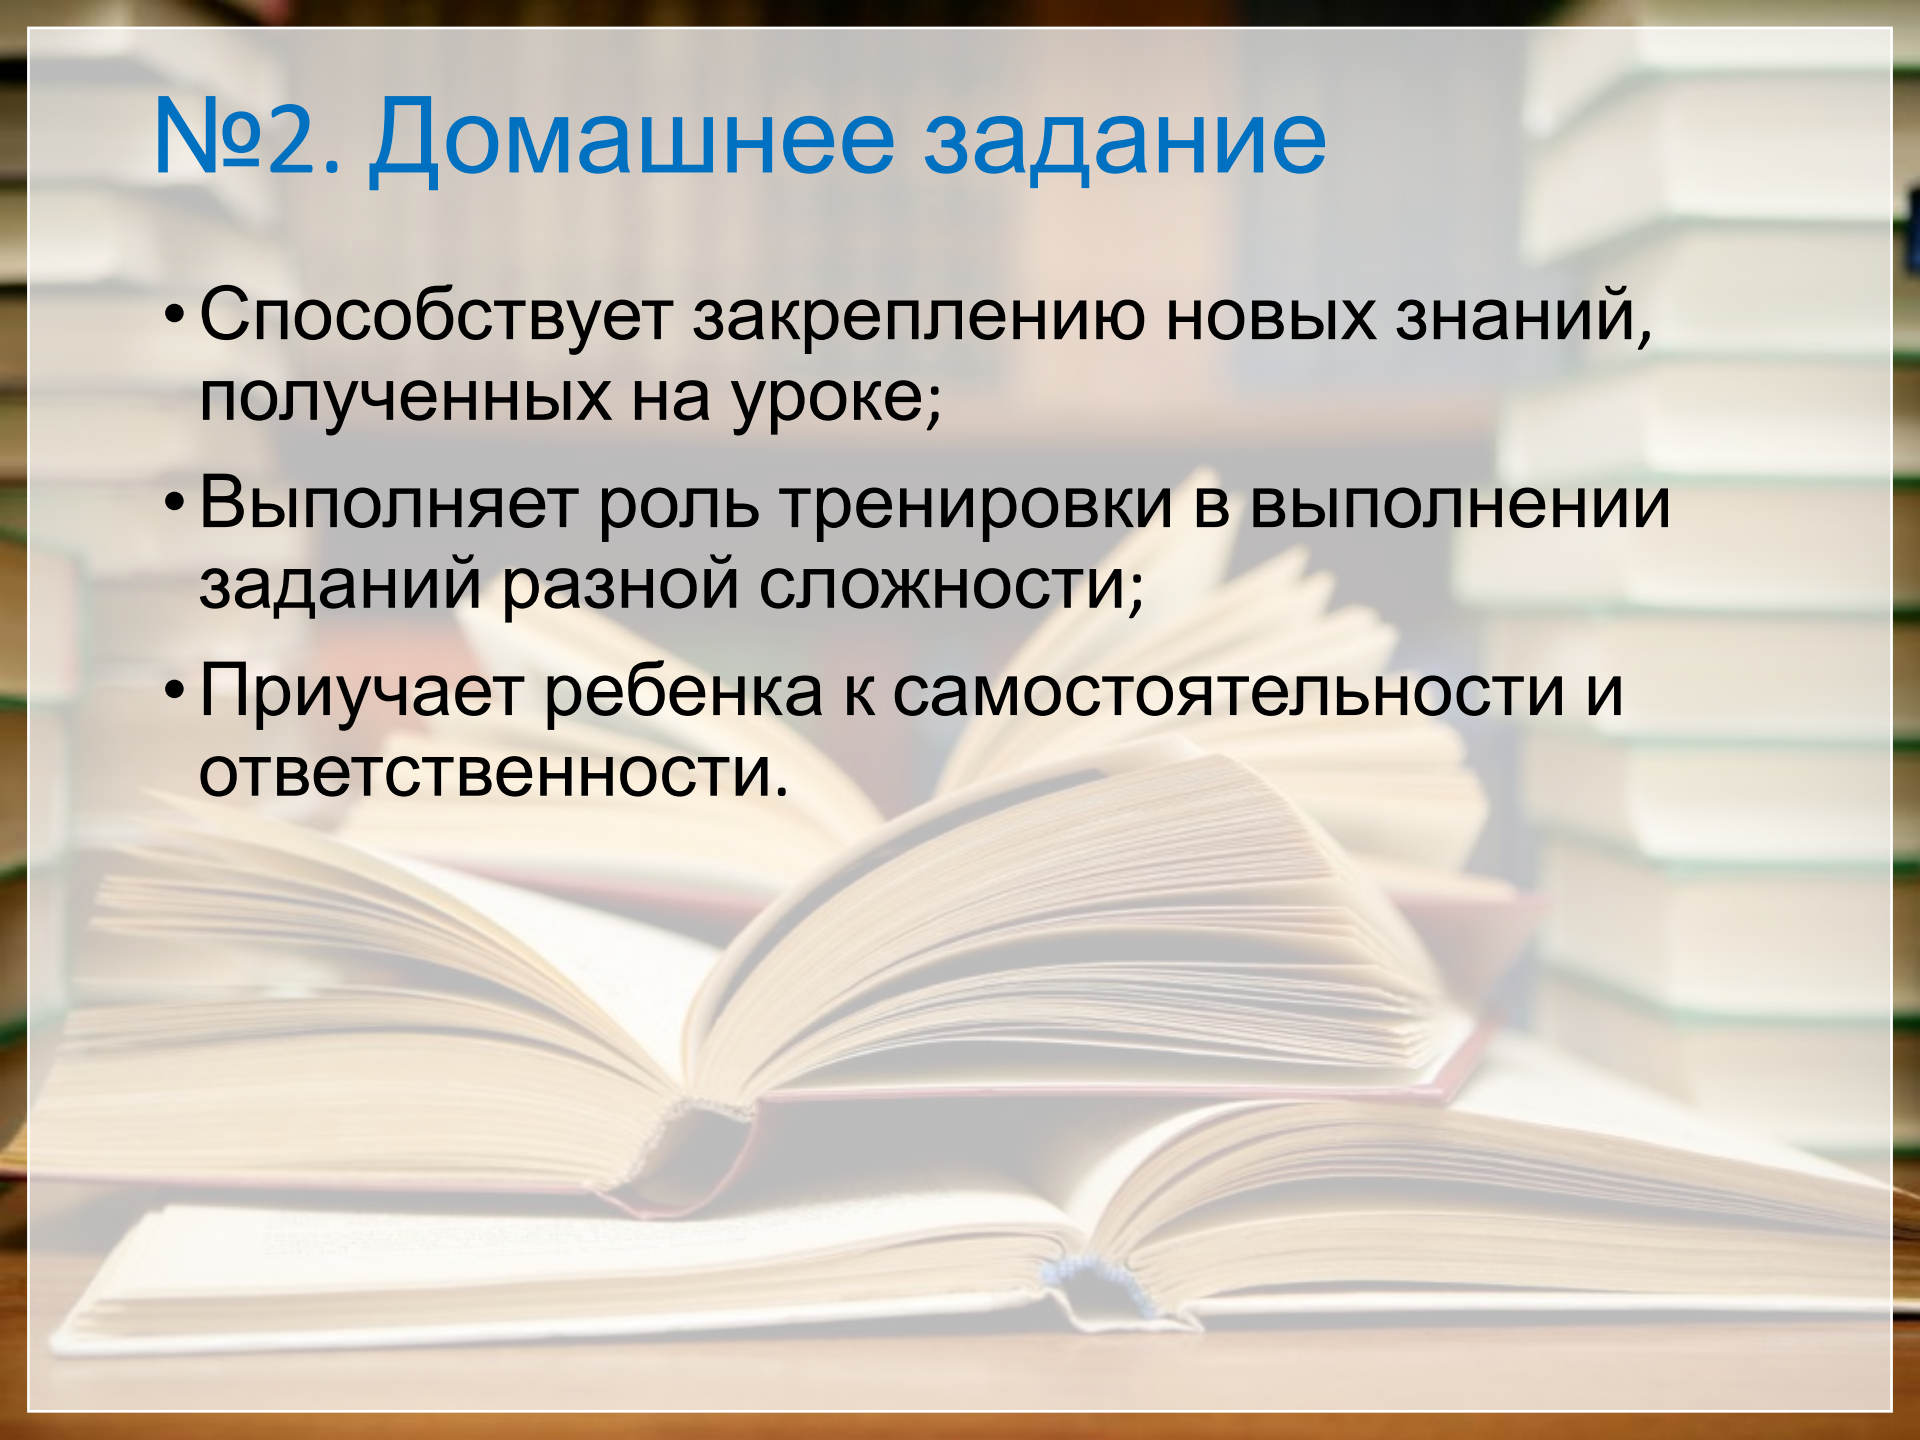 №2. Домашнее задание
• Способствует закреплению новых знаний,
полученных на уроке;
• Выполняет роль тренировки в выполнении
заданий разной сложности;
• Приучает ребенка к самостоятельности и
ответственности.